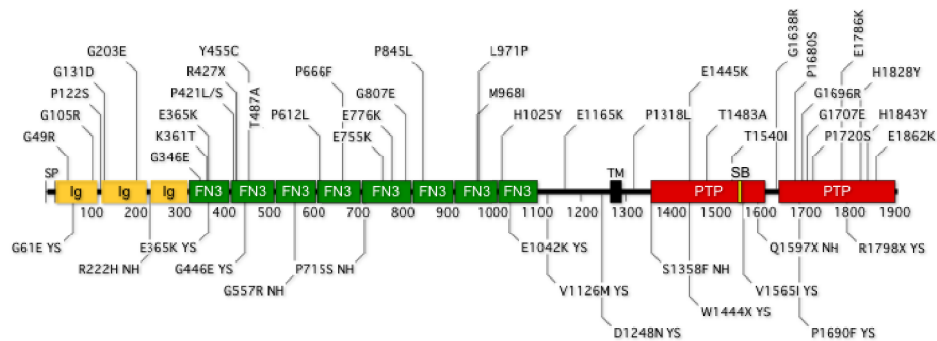 G203E Y455C P845L L971P G1638R P1680S E1786K
G131D R427X P666F E1445K H1828Y
P122S P421L/S T487A G807E M968I G1696R
G105R E365K P612L E776K H1025Y E1165K P1318L T1483A G1707E H1843Y
G49R K361T E755K T1540I P1720S E1862K
G346E
SP TM SB
Ig Ig Ig FN3 FN3 FN3 FN3 FN3 FN3 FN3 FN3 PTP PTP
100 200 300 400 500 600 700 800 900 1000 1100 1200 1300 1400 1500 1600 1700 1800 1900
G61E YS E365K YS E1042K YS Q1597X NH R1798X YS
R222H NH G446E YS P715S NH S1358F NH
G557R NH V1126M YS V1565I YS
W1444X YS
D1248N YS P1690F YS